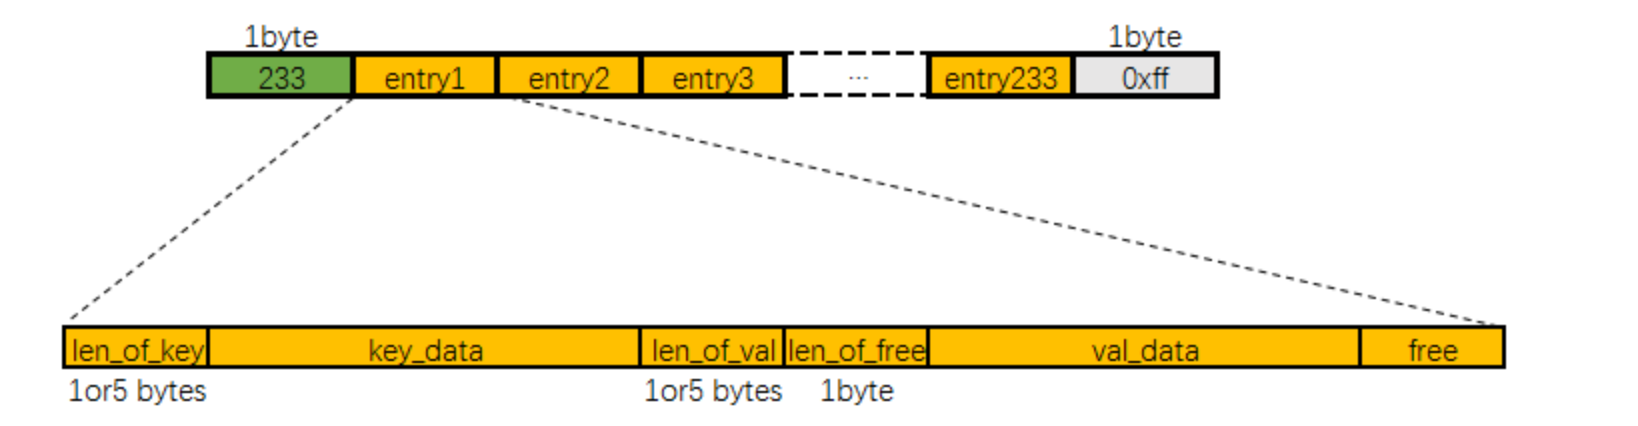 1byte 1byte
233 entry1 entry2 entry3 ... entry233 0xff
len_of_key key_data len_of_val len_of_free val_data free
1or5 bytes 1or5 bytes 1byte